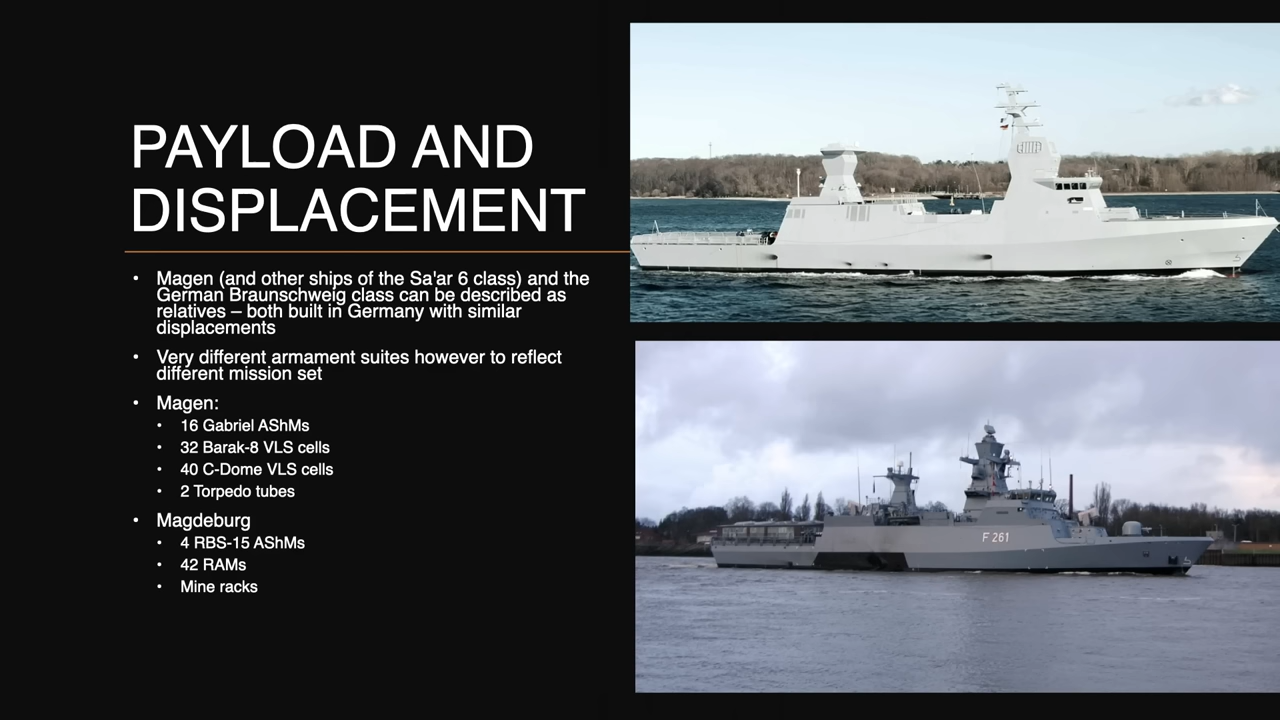 PAYLOAD AND
DISPLACEMENT
• Magen (and other ships of the Sa'ar 6 class) and the
German Braunschweig class can be described as
relatives – both built in Germany with similar
displacements
• Very different armament suites however to reflect
different mission set
• Magen:
• 16 Gabriel AShMs
• 32 Barak-8 VLS cells
• 40 C-Dome VLS cells
• 2 Torpedo tubes
• Magdeburg
• 4 RBS-15 AShMs
• 42 RAMs
• Mine racks
F 261